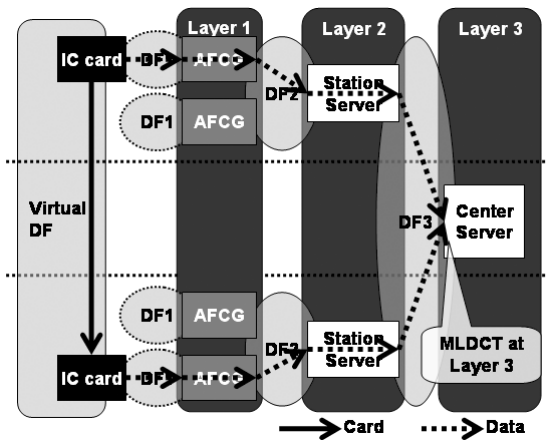 Layer 1 Layer 2 Layer 3
IC card DF1 AFCG
DF2 Station Server
DF1 AFCG
Virtual DF
DF3 Center Server
DF1 AFCG
DF2 Station Server
MLDCT at Layer 3
IC card DF1 AFCG
Card Data